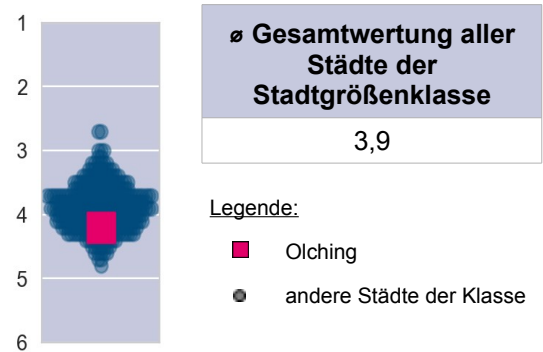 1
2
3
4
5
6
ø Gesamtwertung aller
Städte der
Stadtgrößenklasse
3,9
Legende:
Olching
andere Städte der Klasse